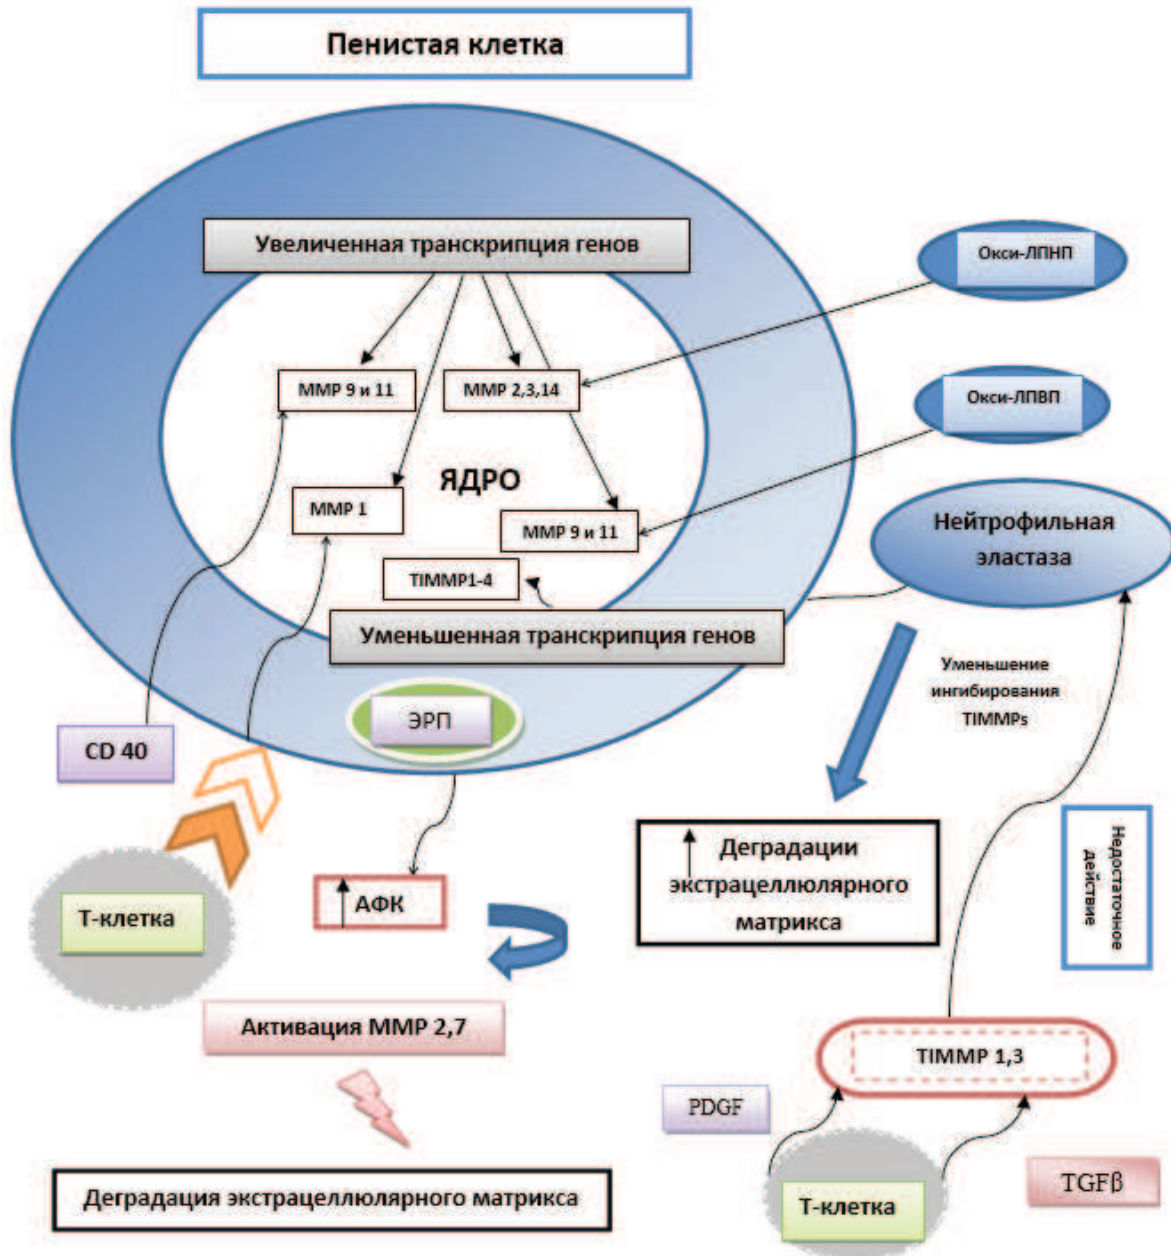 Пенистая клетка
Увеличенная транскрипция генов
Окси-ЛПНП
MMP 9 и 11
MMP 2,3,14
Окси-ЛПВП
ЯДРО
MMP 1
MMP 9 и 11
Нейтрофильная
эластаза
TIMMP1-4
Уменьшенная транскрипция генов
Уменьшение
ингибирования
TIMMPs
ЭРП
CD 40
Недостаточное
действие
Деградации
экстрацеллюлярного
матрикса
АФК
Т-клетка
Активация MMP 2,7
TIMMP 1,3
PDGF
TGFβ
Деградация экстрацеллюлярного матрикса
Т-клетка